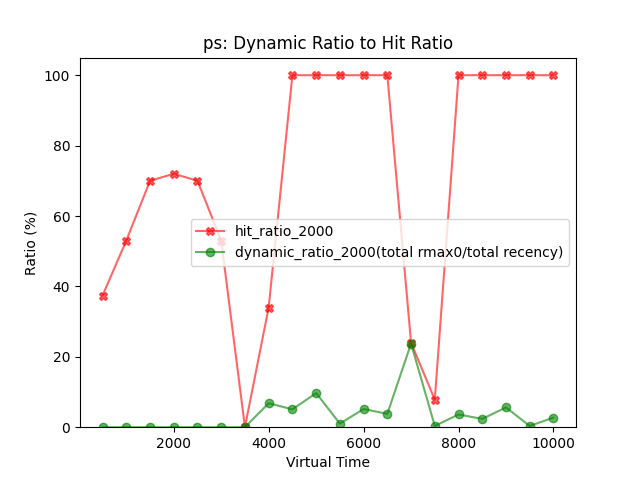 ps: Dynamic Ratio to Hit Ratio
100
80
60
40
20
0
Ratio (%)
hit_ratio_2000
dynamic_ratio_2000(total rmax0/total recency)
2000 4000 6000 8000 10000
Virtual Time